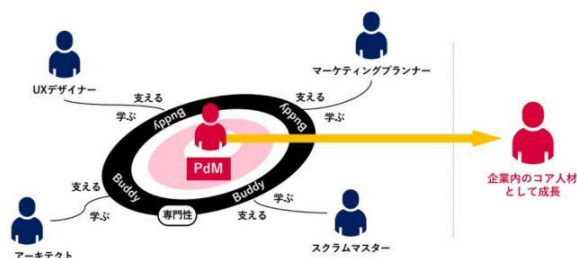 UXデザイナー
マーケティングプランナー
支える
学ぶ
支える
学ぶ
Buddy
Buddy
PdM
企業内のコア人材
として成長
支える
学ぶ
Buddy
Buddy
専門性
支える
学ぶ
アーキテクト
スクラムマスター